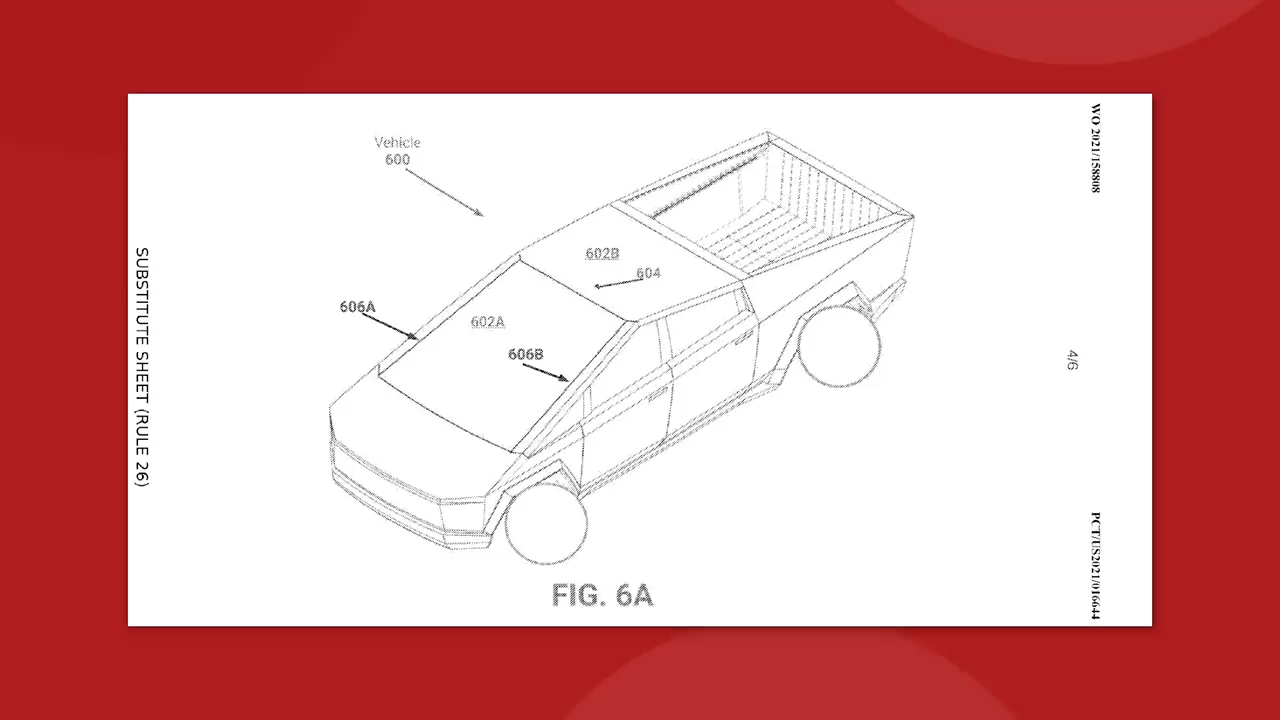 Vehicle
600
602B
604
606A
602A
606B
FIG. 6A
SUBSTITUTE SHEET (RULE 26)
WO 2021/158808
4/6
PCT/US2021/016644